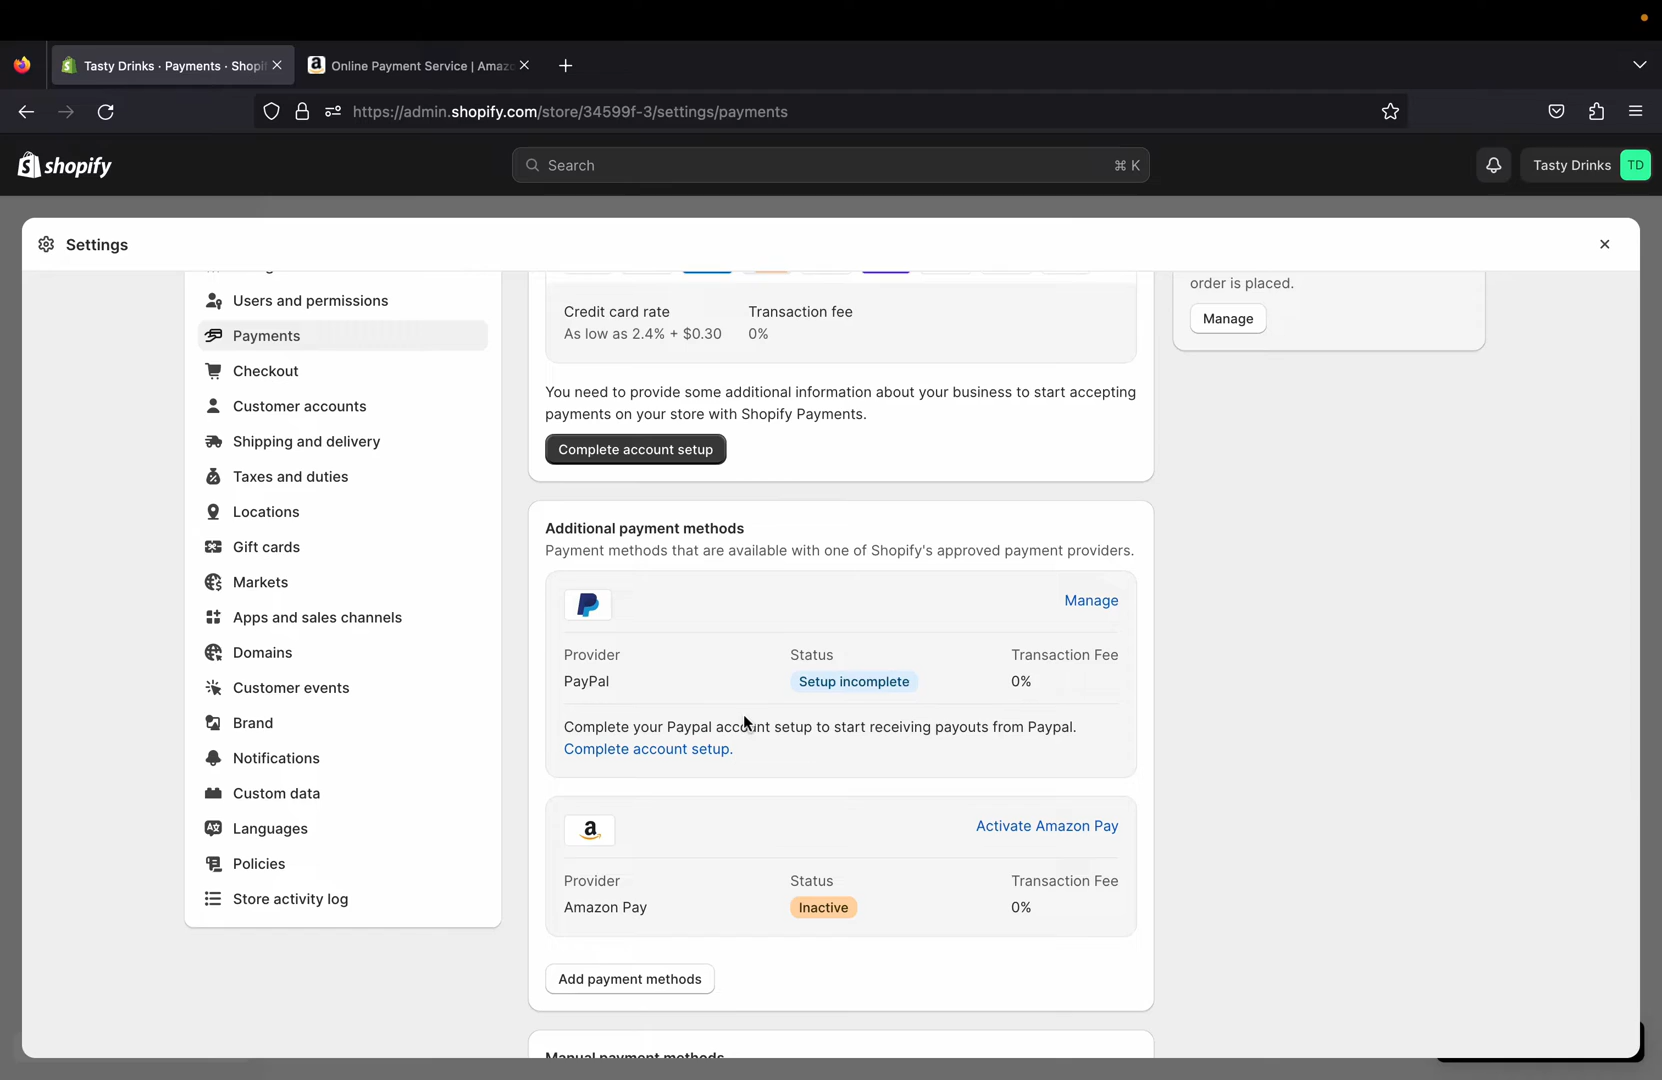 Tasty Drinks · Payments · Shopi
Online Payment Service | Amaz
https://admin.shopify.com/store/34599f-3/settings/payments
shopify
Search
⌘ K
Tasty Drinks
TD
Settings
Users and permissions
Payments
Checkout
Customer accounts
Shipping and delivery
Taxes and duties
Locations
Gift cards
Markets
Apps and sales channels
Domains
Customer events
Brand
Notifications
Custom data
Languages
Policies
Store activity log
Credit card rate
Transaction fee
As low as 2.4% + $0.30
0%
You need to provide some additional information about your business to start accepting
payments on your store with Shopify Payments.
Complete account setup
order is placed.
Manage
Additional payment methods
Payment methods that are available with one of Shopify's approved payment providers.
Manage
Provider
Status
Transaction Fee
PayPal
Setup incomplete
0%
Complete your Paypal account setup to start receiving payouts from Paypal.
Complete account setup.
a
Activate Amazon Pay
Provider
Status
Transaction Fee
Amazon Pay
Inactive
0%
Add payment methods
Manual payment methods